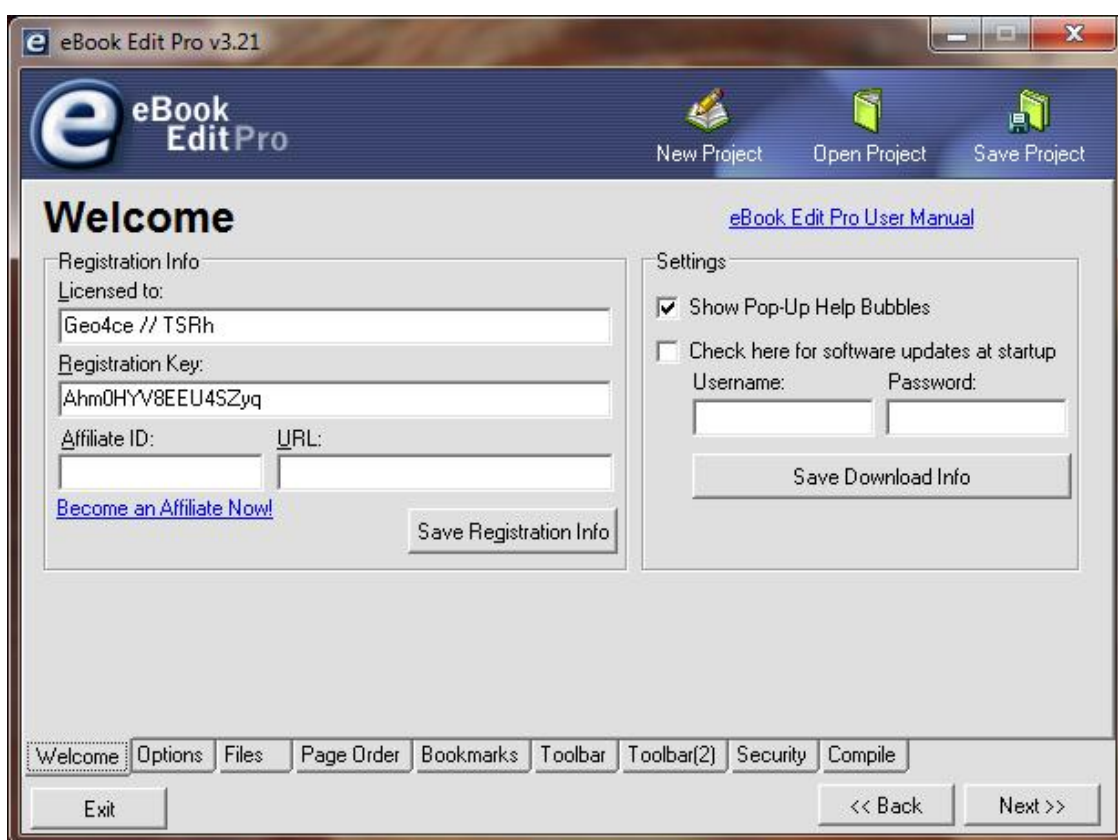 eBook Edit Pro v3.21
eBook
Edit Pro
New Project
Open Project
Save Project
Welcome
eBook Edit Pro User Manual
Registration Info
Licensed to:
Geo4ce // TSRh
Registration Key:
Ahm0HYV8EEU4SZyq
Affiliate ID:
URL:
Become an Affiliate Now!
Save Registration Info
Settings
Show Pop-Up Help Bubbles
Check here for software updates at startup
Username:
Password:
Save Download Info
Welcome
Options
Files
Page Order
Bookmarks
Toolbar
Toolbar(2)
Security
Compile
Exit
<< Back
Next >>